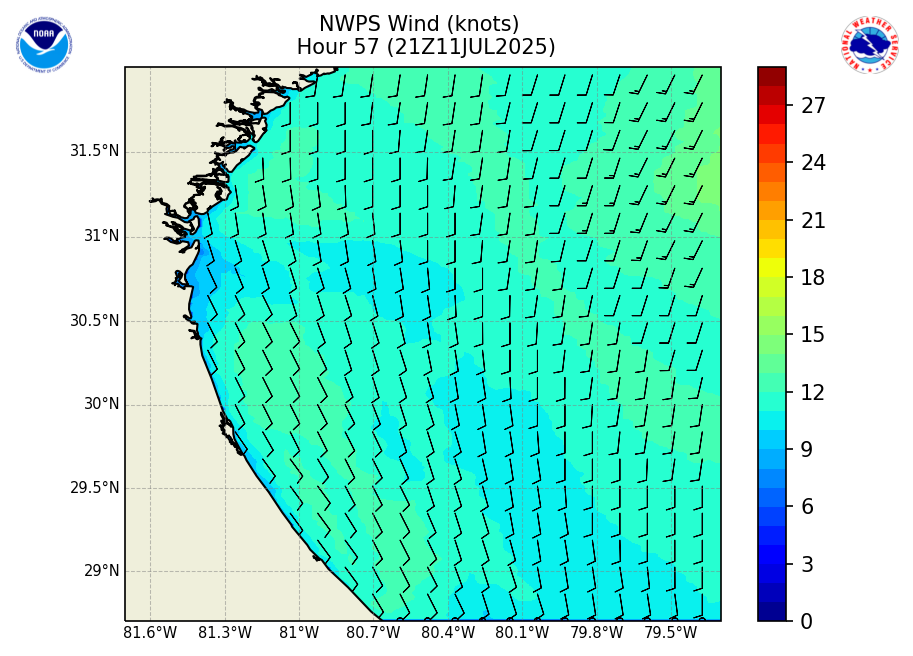 NWPS Wind (knots)
Hour 57 (21Z11JUL2025)
NOAA
NATIONAL WEATHER SERVICE
31.5°N
31°N
30.5°N
30°N
29.5°N
29°N
81.6°W 81.3°W 81°W 80.7°W 80.4°W 80.1°W 79.8°W 79.5°W
27
24
21
18
15
12
9
6
3
0